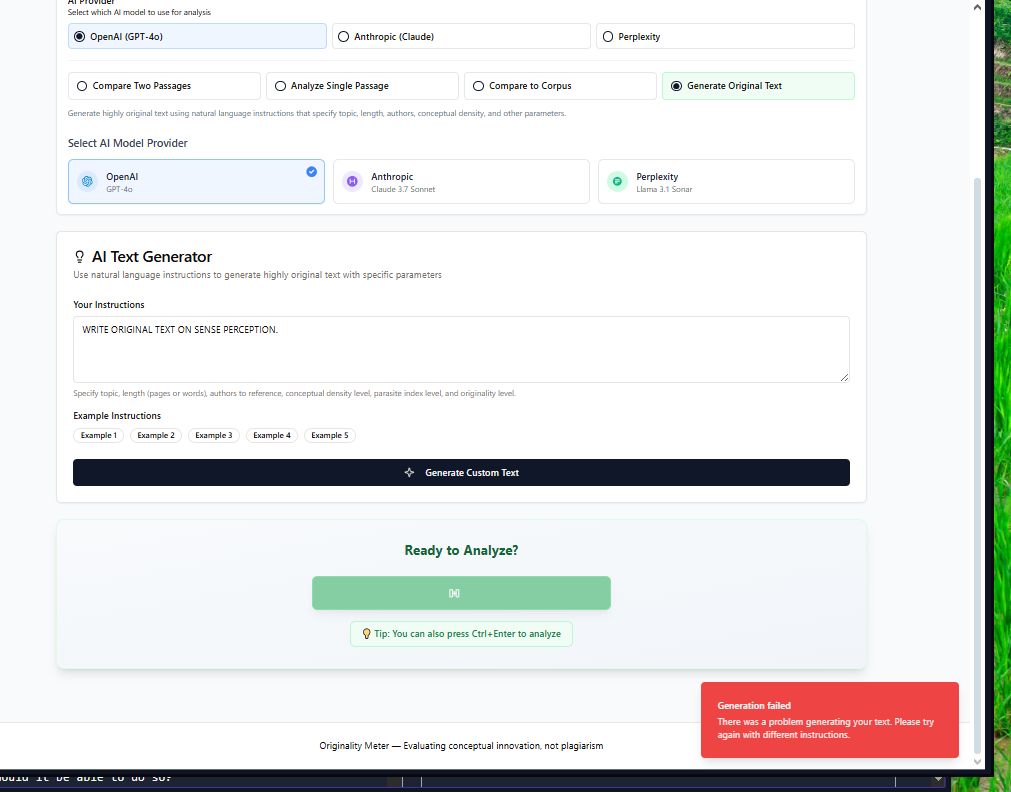 AI Provider
Select which AI model to use for analysis
OpenAI (GPT-4o)
Anthropic (Claude)
Perplexity
Compare Two Passages
Analyze Single Passage
Compare to Corpus
Generate Original Text
Generate highly original text using natural language instructions that specify topic, length, authors, conceptual density, and other parameters.
Select AI Model Provider
OpenAI
GPT-4o
Anthropic
Claude 3.7 Sonnet
Perplexity
Llama 3.1 Sonar
AI Text Generator
Use natural language instructions to generate highly original text with specific parameters
Your Instructions
WRITE ORIGINAL TEXT ON SENSE PERCEPTION.
Specify topic, length (pages or words), authors to reference, conceptual density level, parasite index level, and originality level.
Example Instructions
Example 1
Example 2
Example 3
Example 4
Example 5
Generate Custom Text
Ready to Analyze?
Tip: You can also press Ctrl+Enter to analyze
Generation failed
There was a problem generating your text. Please try
again with different instructions.
Originality Meter — Evaluating conceptual innovation, not plagiarism
it be able to do so?